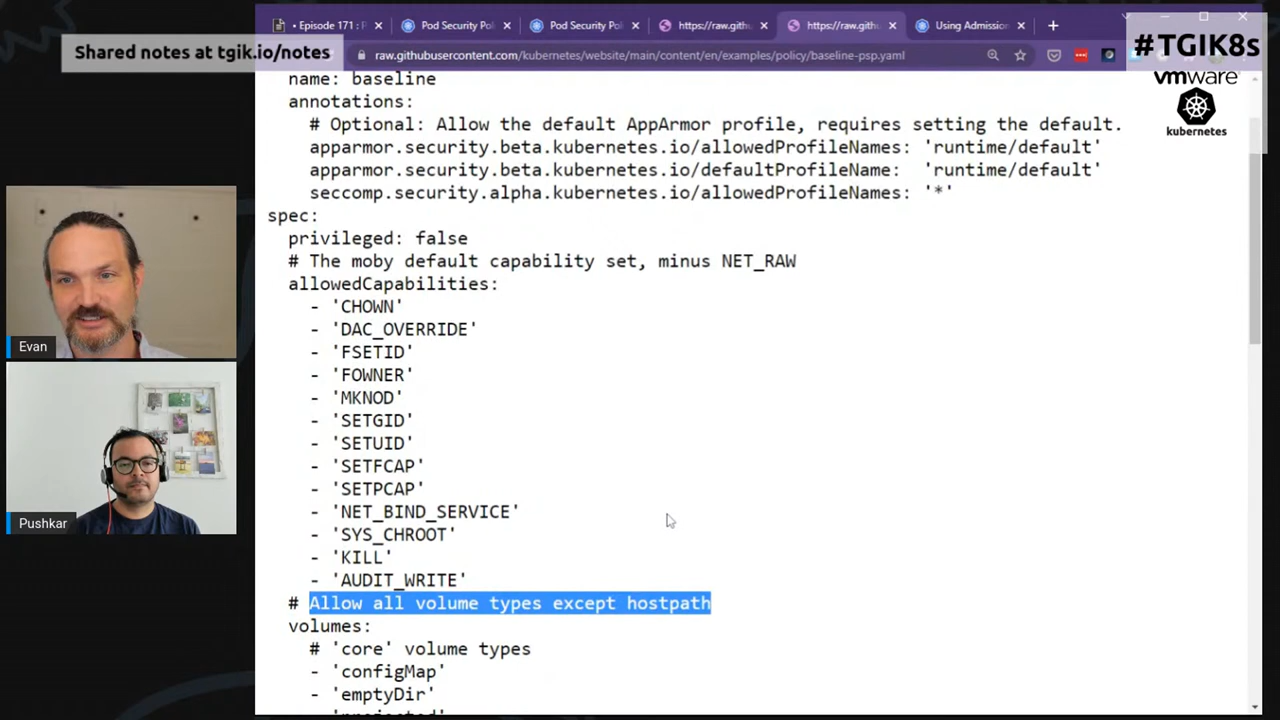 • Episode 171 : F
Pod Security Pol
Pod Security Pol
https://raw.gith
https://raw.gith
Using Admission
Shared notes at tgik.io/notes
raw.githubusercontent.com/kubernetes/website/main/content/en/examples/policy/baseline-psp.yaml
#TGIK8s
vmware
kubernetes
name: baseline
annotations:
# Optional: Allow the default AppArmor profile, requires setting the default.
apparmor.security.beta.kubernetes.io/allowedProfileNames: 'runtime/default'
apparmor.security.beta.kubernetes.io/defaultProfileName: 'runtime/default'
seccomp.security.alpha.kubernetes.io/allowedProfileNames: '*'
spec:
privileged: false
# The moby default capability set, minus NET_RAW
allowedCapabilities:
- 'CHOWN'
- 'DAC_OVERRIDE'
- 'FSETID'
- 'FOWNER'
- 'MKNOD'
- 'SETGID'
- 'SETUID'
- 'SETFCAP'
- 'SETPCAP'
- 'NET_BIND_SERVICE'
- 'SYS_CHROOT'
- 'KILL'
- 'AUDIT_WRITE'
# Allow all volume types except hostpath
volumes:
# 'core' volume types
- 'configMap'
- 'emptyDir'
- 'projected'
Evan
Pushkar